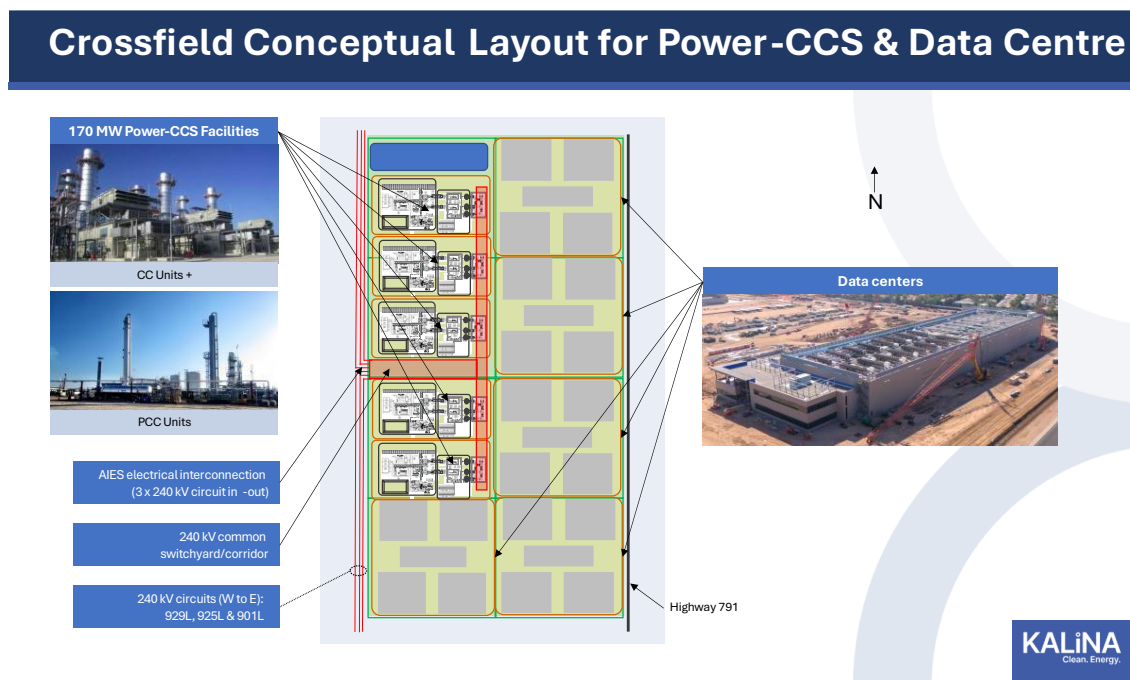 Crossfield Conceptual Layout for Power-CCS & Data Centre
170 MW Power-CCS Facilities
CC Units +
PCC Units
AIES electrical interconnection
(3 x 240 kV circuit in -out)
240 kV common
switchyard/corridor
240 kV circuits (W to E):
929L, 925L & 901L
N
Data centers
Highway 791
KALiNA
Clean. Energy.